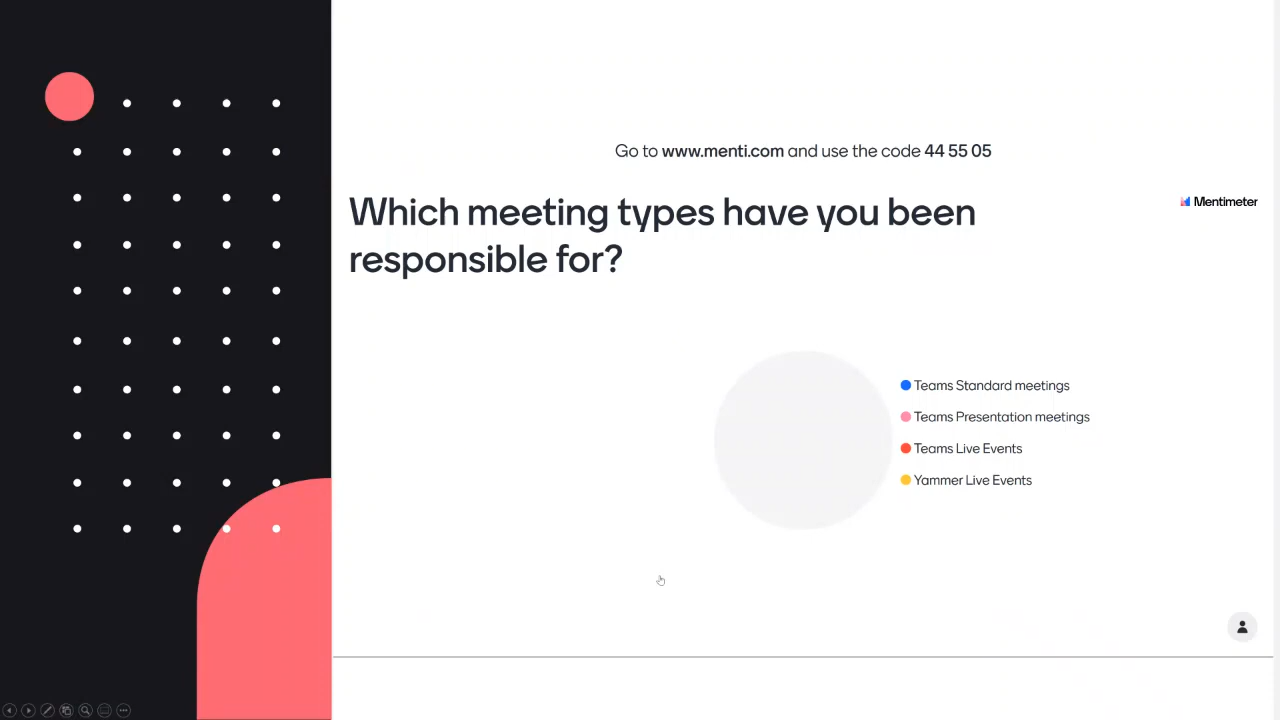 Go to www.menti.com and use the code 44 55 05
Which meeting types have you been
responsible for?
Mentimeter
Teams Standard meetings
Teams Presentation meetings
Teams Live Events
Yammer Live Events